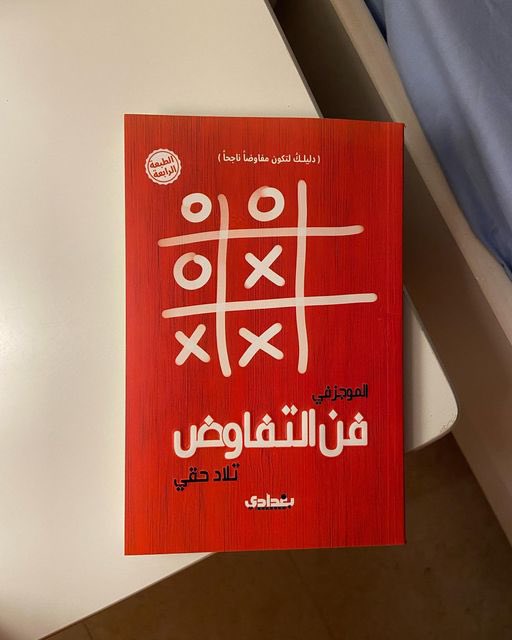 الطبعة
الرابعة
( دليلك لتكون مفاوضاً ناجحاً )
الموجز في
فن التفاوض
تلاد حقي
بغدادي